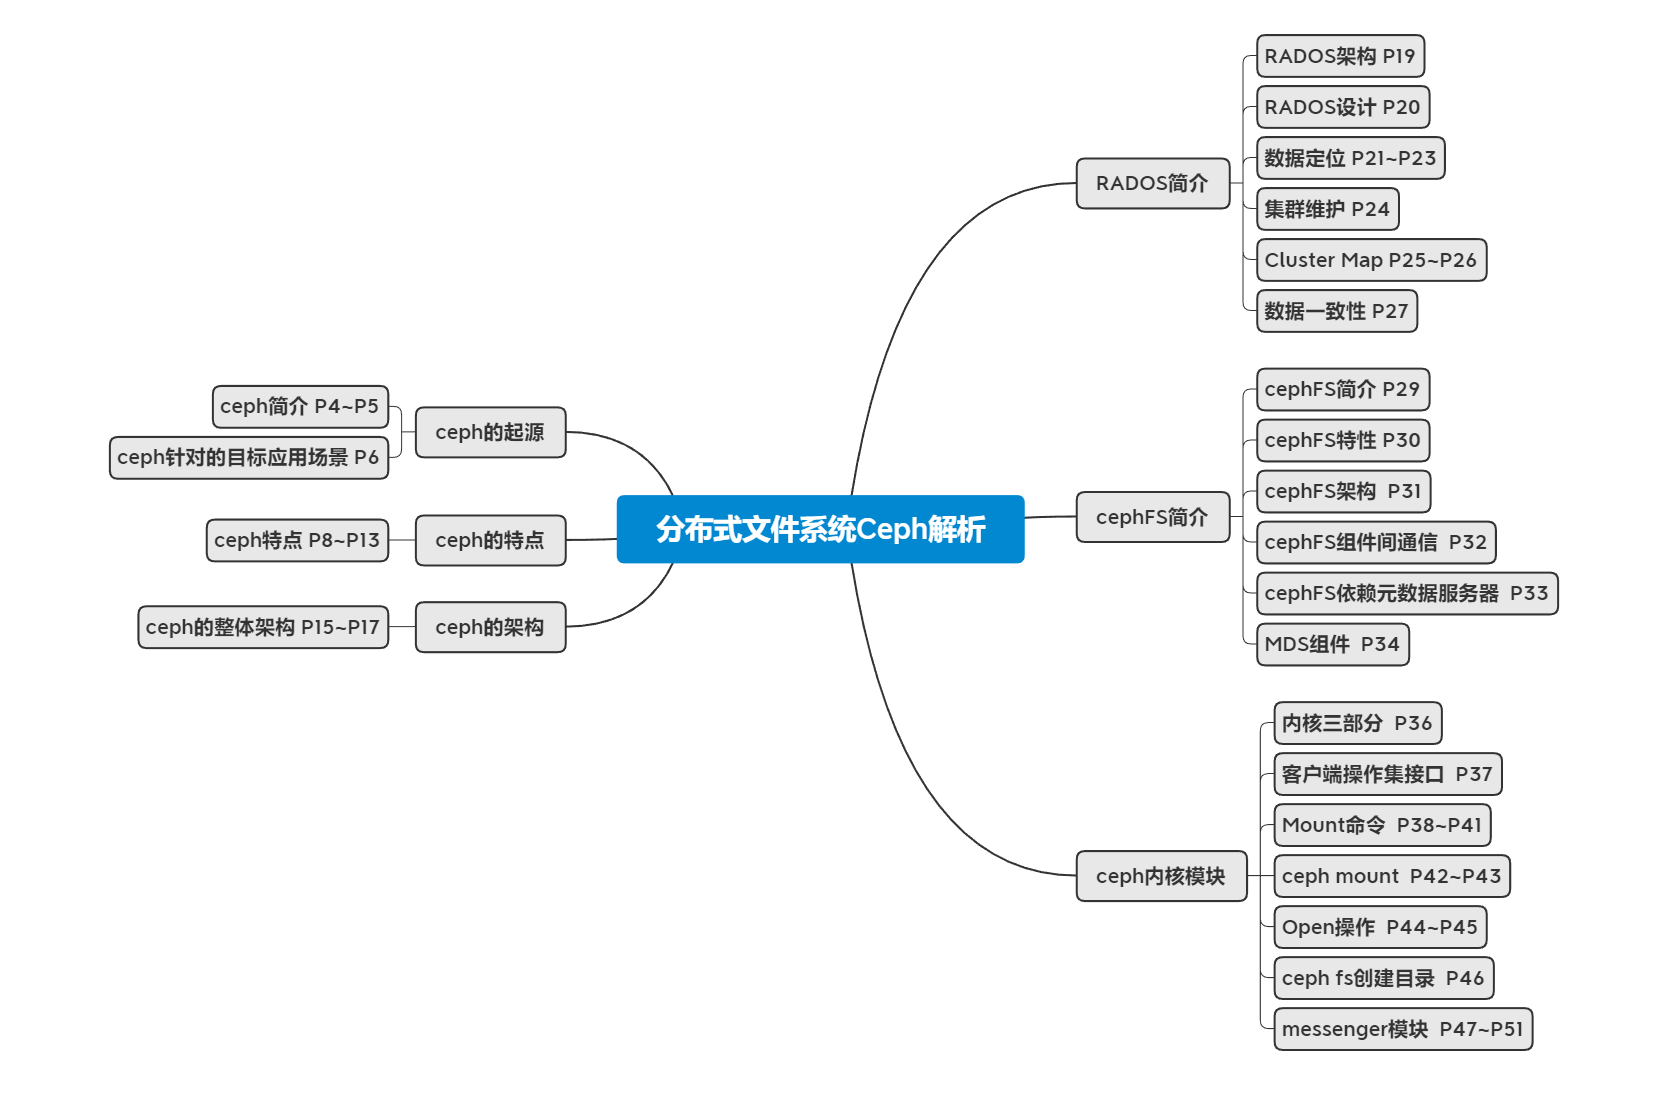 分布式文件系统Ceph解析
RADOS简介
RADOS架构 P19
RADOS设计 P20
数据定位 P21~P23
集群维护 P24
Cluster Map P25~P26
数据一致性 P27
cephFS简介
cephFS简介 P29
cephFS特性 P30
cephFS架构  P31
cephFS组件间通信  P32
cephFS依赖元数据服务器  P33
MDS组件  P34
ceph内核模块
内核三部分  P36
客户端操作集接口  P37
Mount命令  P38~P41
ceph mount  P42~P43
Open操作  P44~P45
ceph fs创建目录  P46
messenger模块  P47~P51
ceph的起源
ceph简介 P4~P5
ceph针对的目标应用场景 P6
ceph的特点
ceph特点 P8~P13
ceph的架构
ceph的整体架构 P15~P17